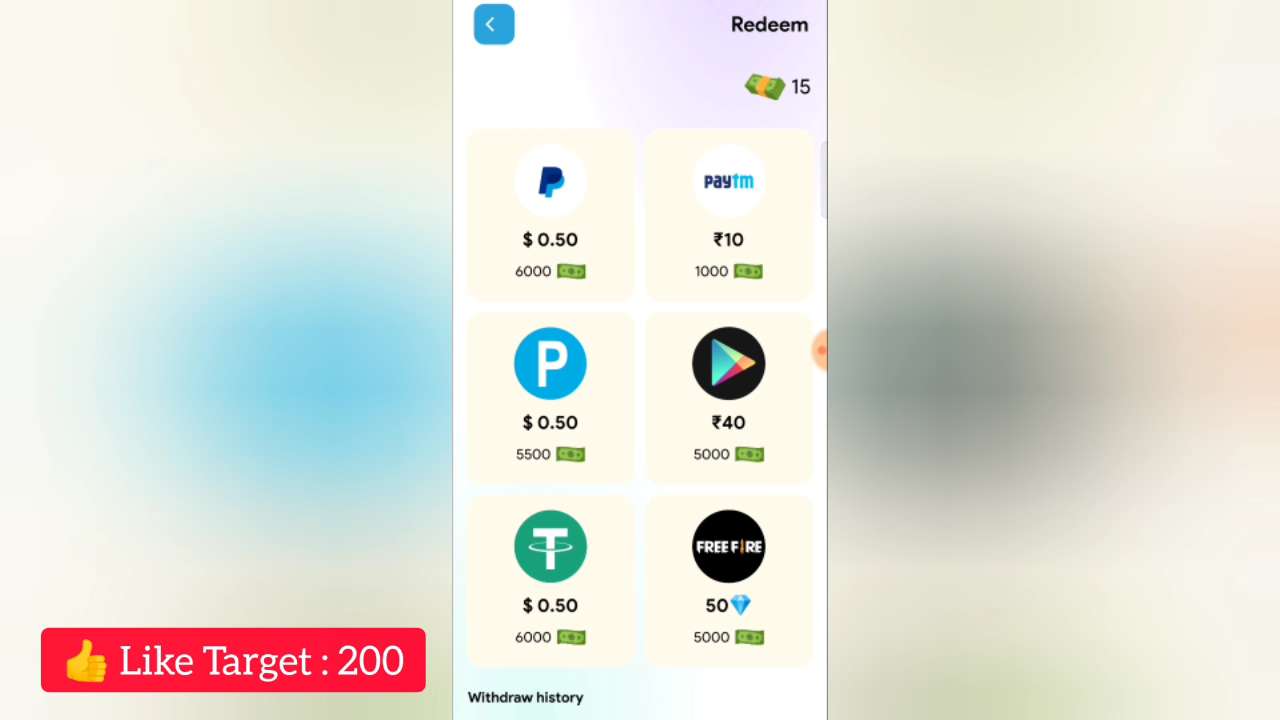 Redeem
15
P
PayTM
$ 0.50
₹10
6000
1000
P
$ 0.50
₹40
5500
5000
T
FREE FIRE
$ 0.50
50
6000
5000
Like Target : 200
Withdraw history